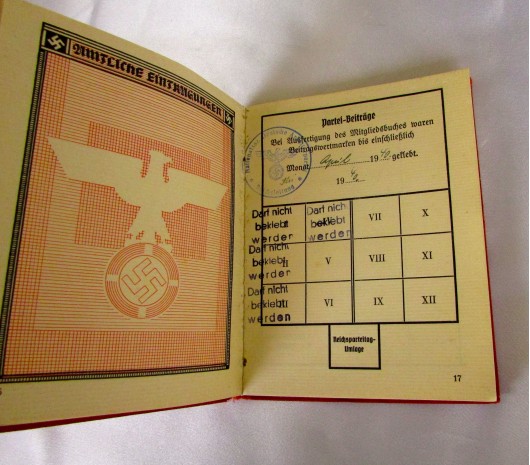 AMTLICHE EINTRAGUNGEN
Partei-Beiträge
Bei Ausfertigung des Mitgliedsbuches waren
Beitragswertmarken bis einschließlich
Monat April 1940 geklebt.
1940
Darf nicht
beklebt
werden
Darf nicht
beklebt
werden
VII
X
Darf nicht
beklebt
werden
II
V
VIII
XI
Darf nicht
beklebt
werden
III
VI
IX
XII
Reichsparteitag-
Umlage
17